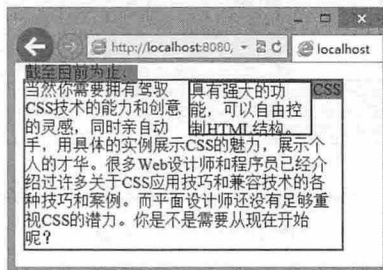 http://localhost:8080,
localhost
截至目前为止，
当然你需要拥有驾驭
CSS技术的能力和创意
的灵感，同时亲自动
具有强大的功
能，可以自由控
制HTML结构。
CSS
手，用具体的实例展示CSS的魅力，展示个
人的才华。很多Web设计师和程序员已经介
绍过许多关于CSS应用技巧和兼容技术的各
种技巧和案例。而平面设计师还没有足够重
视CSS的潜力。你是不是需要从现在开始
呢？